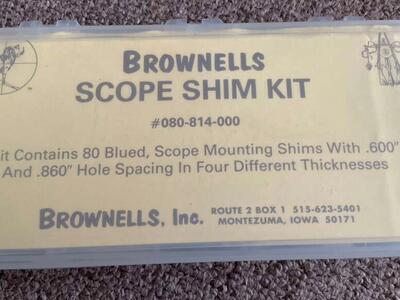 BROWNELLS
SCOPE SHIM KIT
#080-814-000
it Contains 80 Blued, Scope Mounting Shims With .600"
And .860" Hole Spacing In Four Different Thicknesses
BROWNELLS, Inc. ROUTE 2 BOX 1 515-623-5401
MONTEZUMA, IOWA 50171